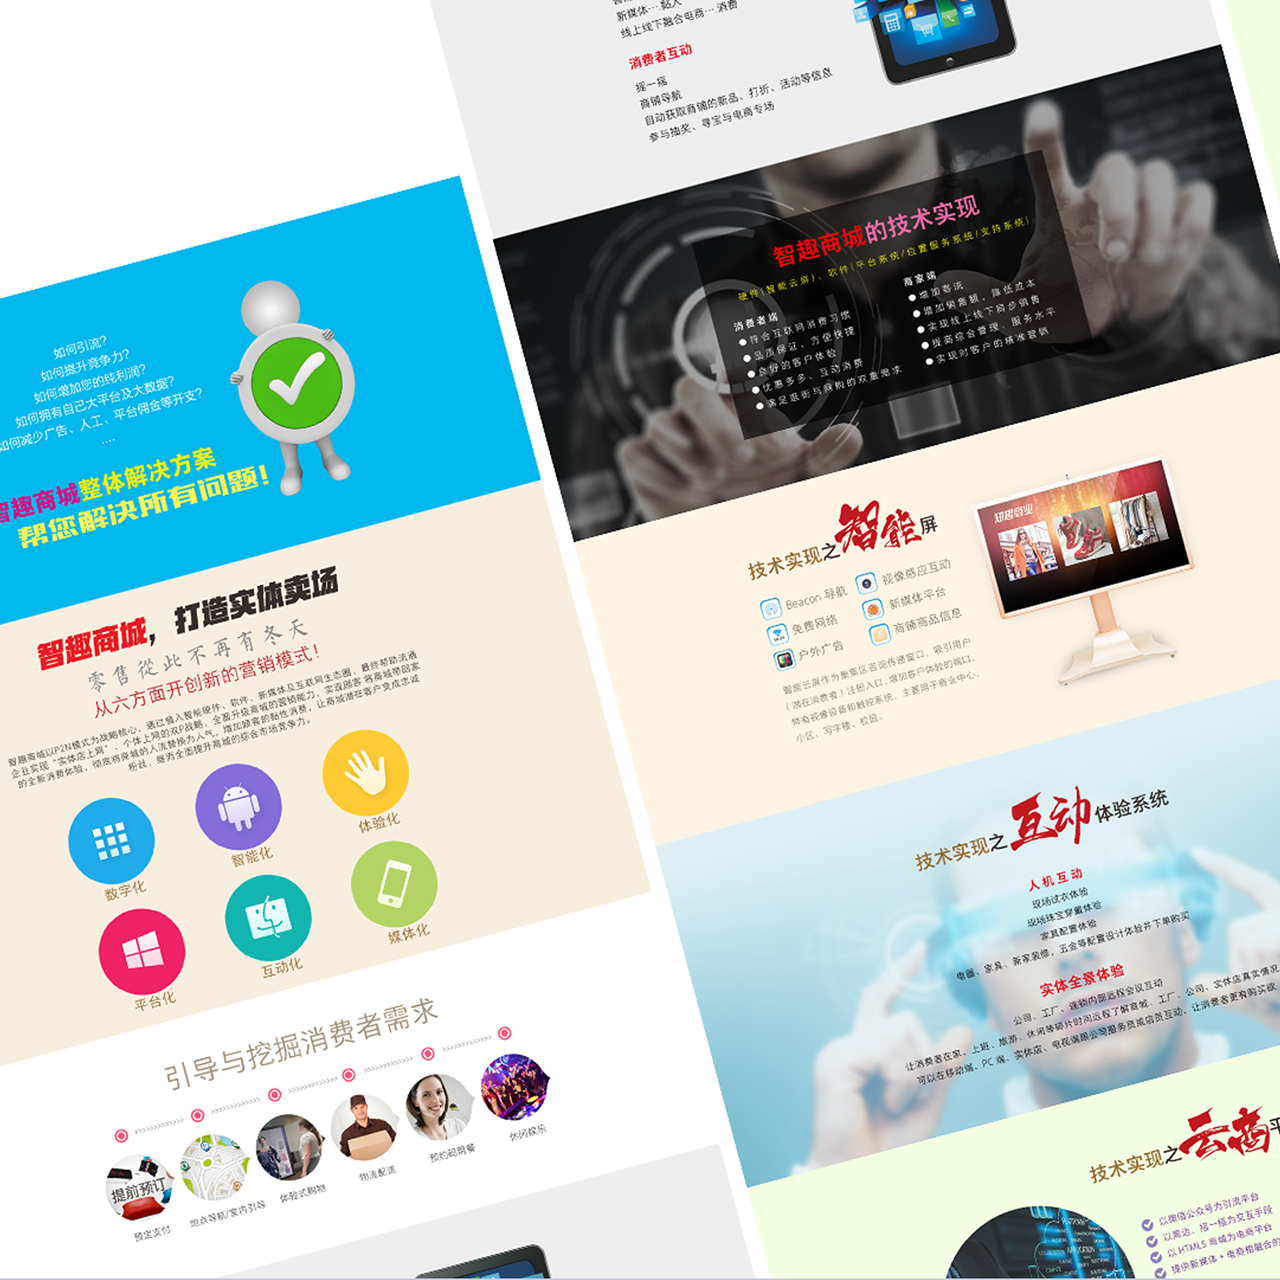 如何引流?
如何提升竞争力?
如何增加您的纯利润?
如何拥有自己大平台及大数据?
如何减少广告、人工、平台佣金等开支?
....
智趣商城整体解决方案
帮您解决所有问题!
智趣商城，打造实体卖场
零售從此不再有冬天
从六方面开创新的营销模式!
智趣商城以P2N模式为战略核心，通过植入智能硬件、软件、新媒体及互联网生态圈，最终帮助流通
企业实现“实体店上网”、个体上网的双P战略，全面升级商城的营销能力，实现顾客将商城带回家
的全新消费体验，彻底将商城的人流替换为人气，增加顾客的黏性消费，让商城潜在客户变成忠诚
粉丝，继而全面提升商城的综合市场竞争力。
数字化
智能化
体验化
平台化
互动化
媒体化
引导与挖掘消费者需求
提前预订
预定支付
地点导航/室内引导
体验式购物
物流配送
预约码用餐
休闲娱乐
新媒体…黏人
线上线下融合电商…消费
消费者互动
摇一摇
商铺导航
自动获取商铺的新品、打折、活动等信息
参与抽奖、寻宝与电商专场
智趣商城的技术实现
硬件(智能云屏)、软件(平台系统/位置服务系统/支持系统)
消费者端
符合互联网消费习惯
品质保证、方便快捷
良好的客户体验
优惠多多、互动消费
满足逛街与网购的双重需求
商家端
增加客流
增加销售额，降低成本
实现线上线下同步销售
提高综合管理、服务水平
实现对客户的精准营销
技术实现之智能屏
Beacon 导航
视像感应互动
免费网络
新媒体平台
户外广告
商铺商品信息
智能云屏作为聚集区咨询传递窗口，吸引用户
（潜在消费者）注册入口，增加客户体验的端口，
特有视像设备和触控系统，主要用于商业中心、
小区、写字楼、校园。
技术实现之互动体验系统
人机互动
现场试衣体验
现场珠宝穿戴体验
家具配置体验
电器、家具、新家装修，五金等配置设计体验并下单购买
实体全景体验
公司、工厂、连锁内部远程会议互动
让消费者在家、上班、旅游、休闲等碎片时间远程了解商城、工厂、公司、实体店真实情况
可以在移动端、PC 端、实体店、电视端跟公司服务员或店员互动，让消费者更有购买欲
技术实现之云商平
以微信公众号为引流平台
以周边、摇一摇为交互手段
以 HTML5 商城为电商平台
提供新媒体 + 电商相融合的